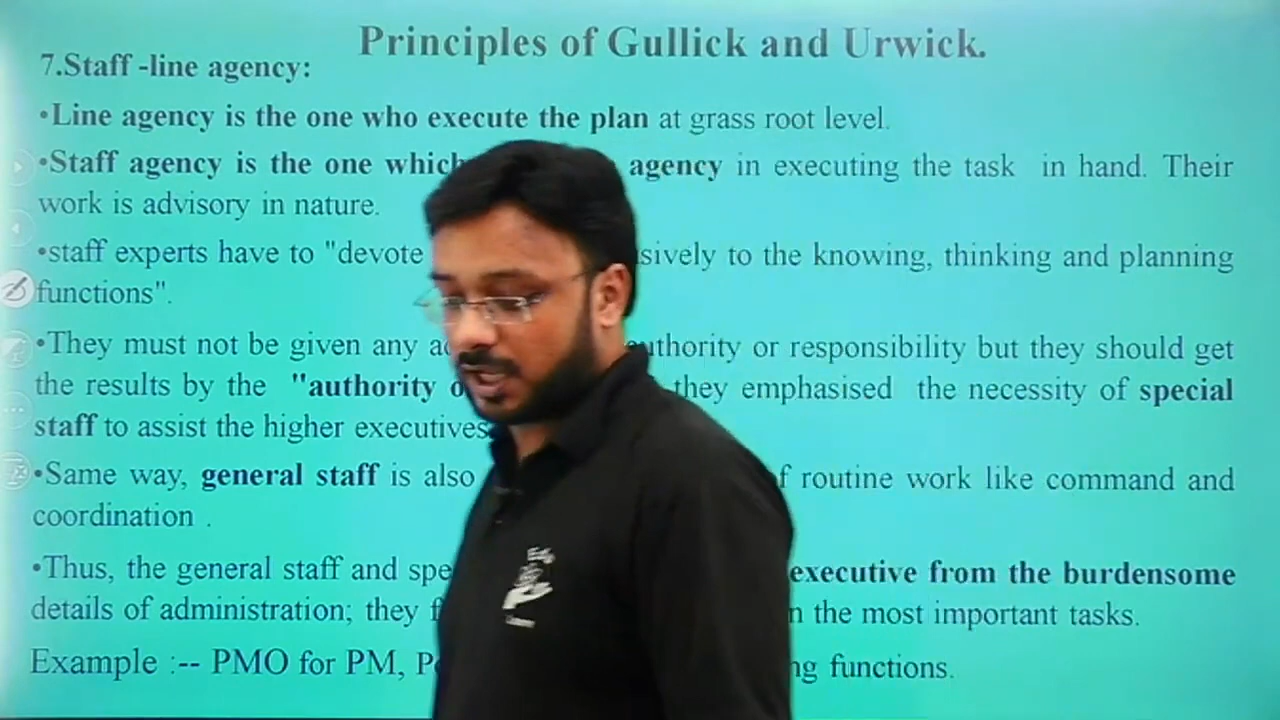 Principles of Gullick and Urwick.
7.Staff -line agency:
•Line agency is the one who execute the plan at grass root level.
•Staff agency is the one which agency in executing the task in hand. Their
work is advisory in nature.
•staff experts have to "devote to the knowing, thinking and planning
functions".
•They must not be given any or responsibility but they should get
the results by the "authority they emphasised the necessity of special
staff to assist the higher executives
•Same way, general staff is also routine work like command and
coordination .
•Thus, the general staff and executive from the burdensome
details of administration; they the most important tasks.
Example :-- PMO for PM, functions.